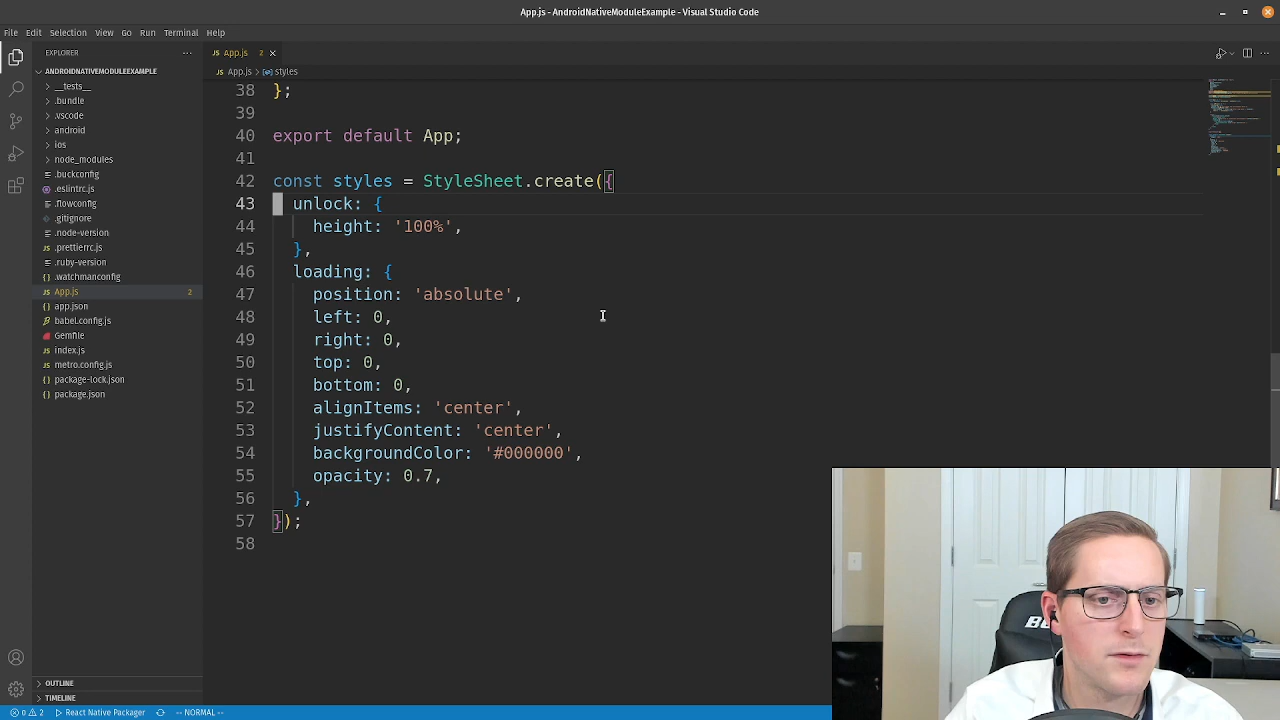 App.js - AndroidNativeModuleExample - Visual Studio Code
File Edit Selection View Go Run Terminal Help
EXPLORER
JS App.js 2
ANDROIDNATIVEMODULEEXAMPLE
JS App.js > styles
__tests__
.bundle
.vscode
android
ios
node_modules
.buckconfig
.eslintrc.js
.flowconfig
.gitignore
.node-version
.prettierrc.js
.ruby-version
.watchmanconfig
JS App.js 2
{} app.json
babel.config.js
Gemfile
JS index.js
JS metro.config.js
{} package-lock.json
{} package.json
OUTLINE
TIMELINE
38 };
39
40 export default App;
41
42 const styles = StyleSheet.create({
43 unlock: {
44 height: '100%',
45 },
46 loading: {
47 position: 'absolute',
48 left: 0,
49 right: 0,
50 top: 0,
51 bottom: 0,
52 alignItems: 'center',
53 justifyContent: 'center',
54 backgroundColor: '#000000',
55 opacity: 0.7,
56 },
57 });
58
0 2 React Native Packager -- NORMAL --